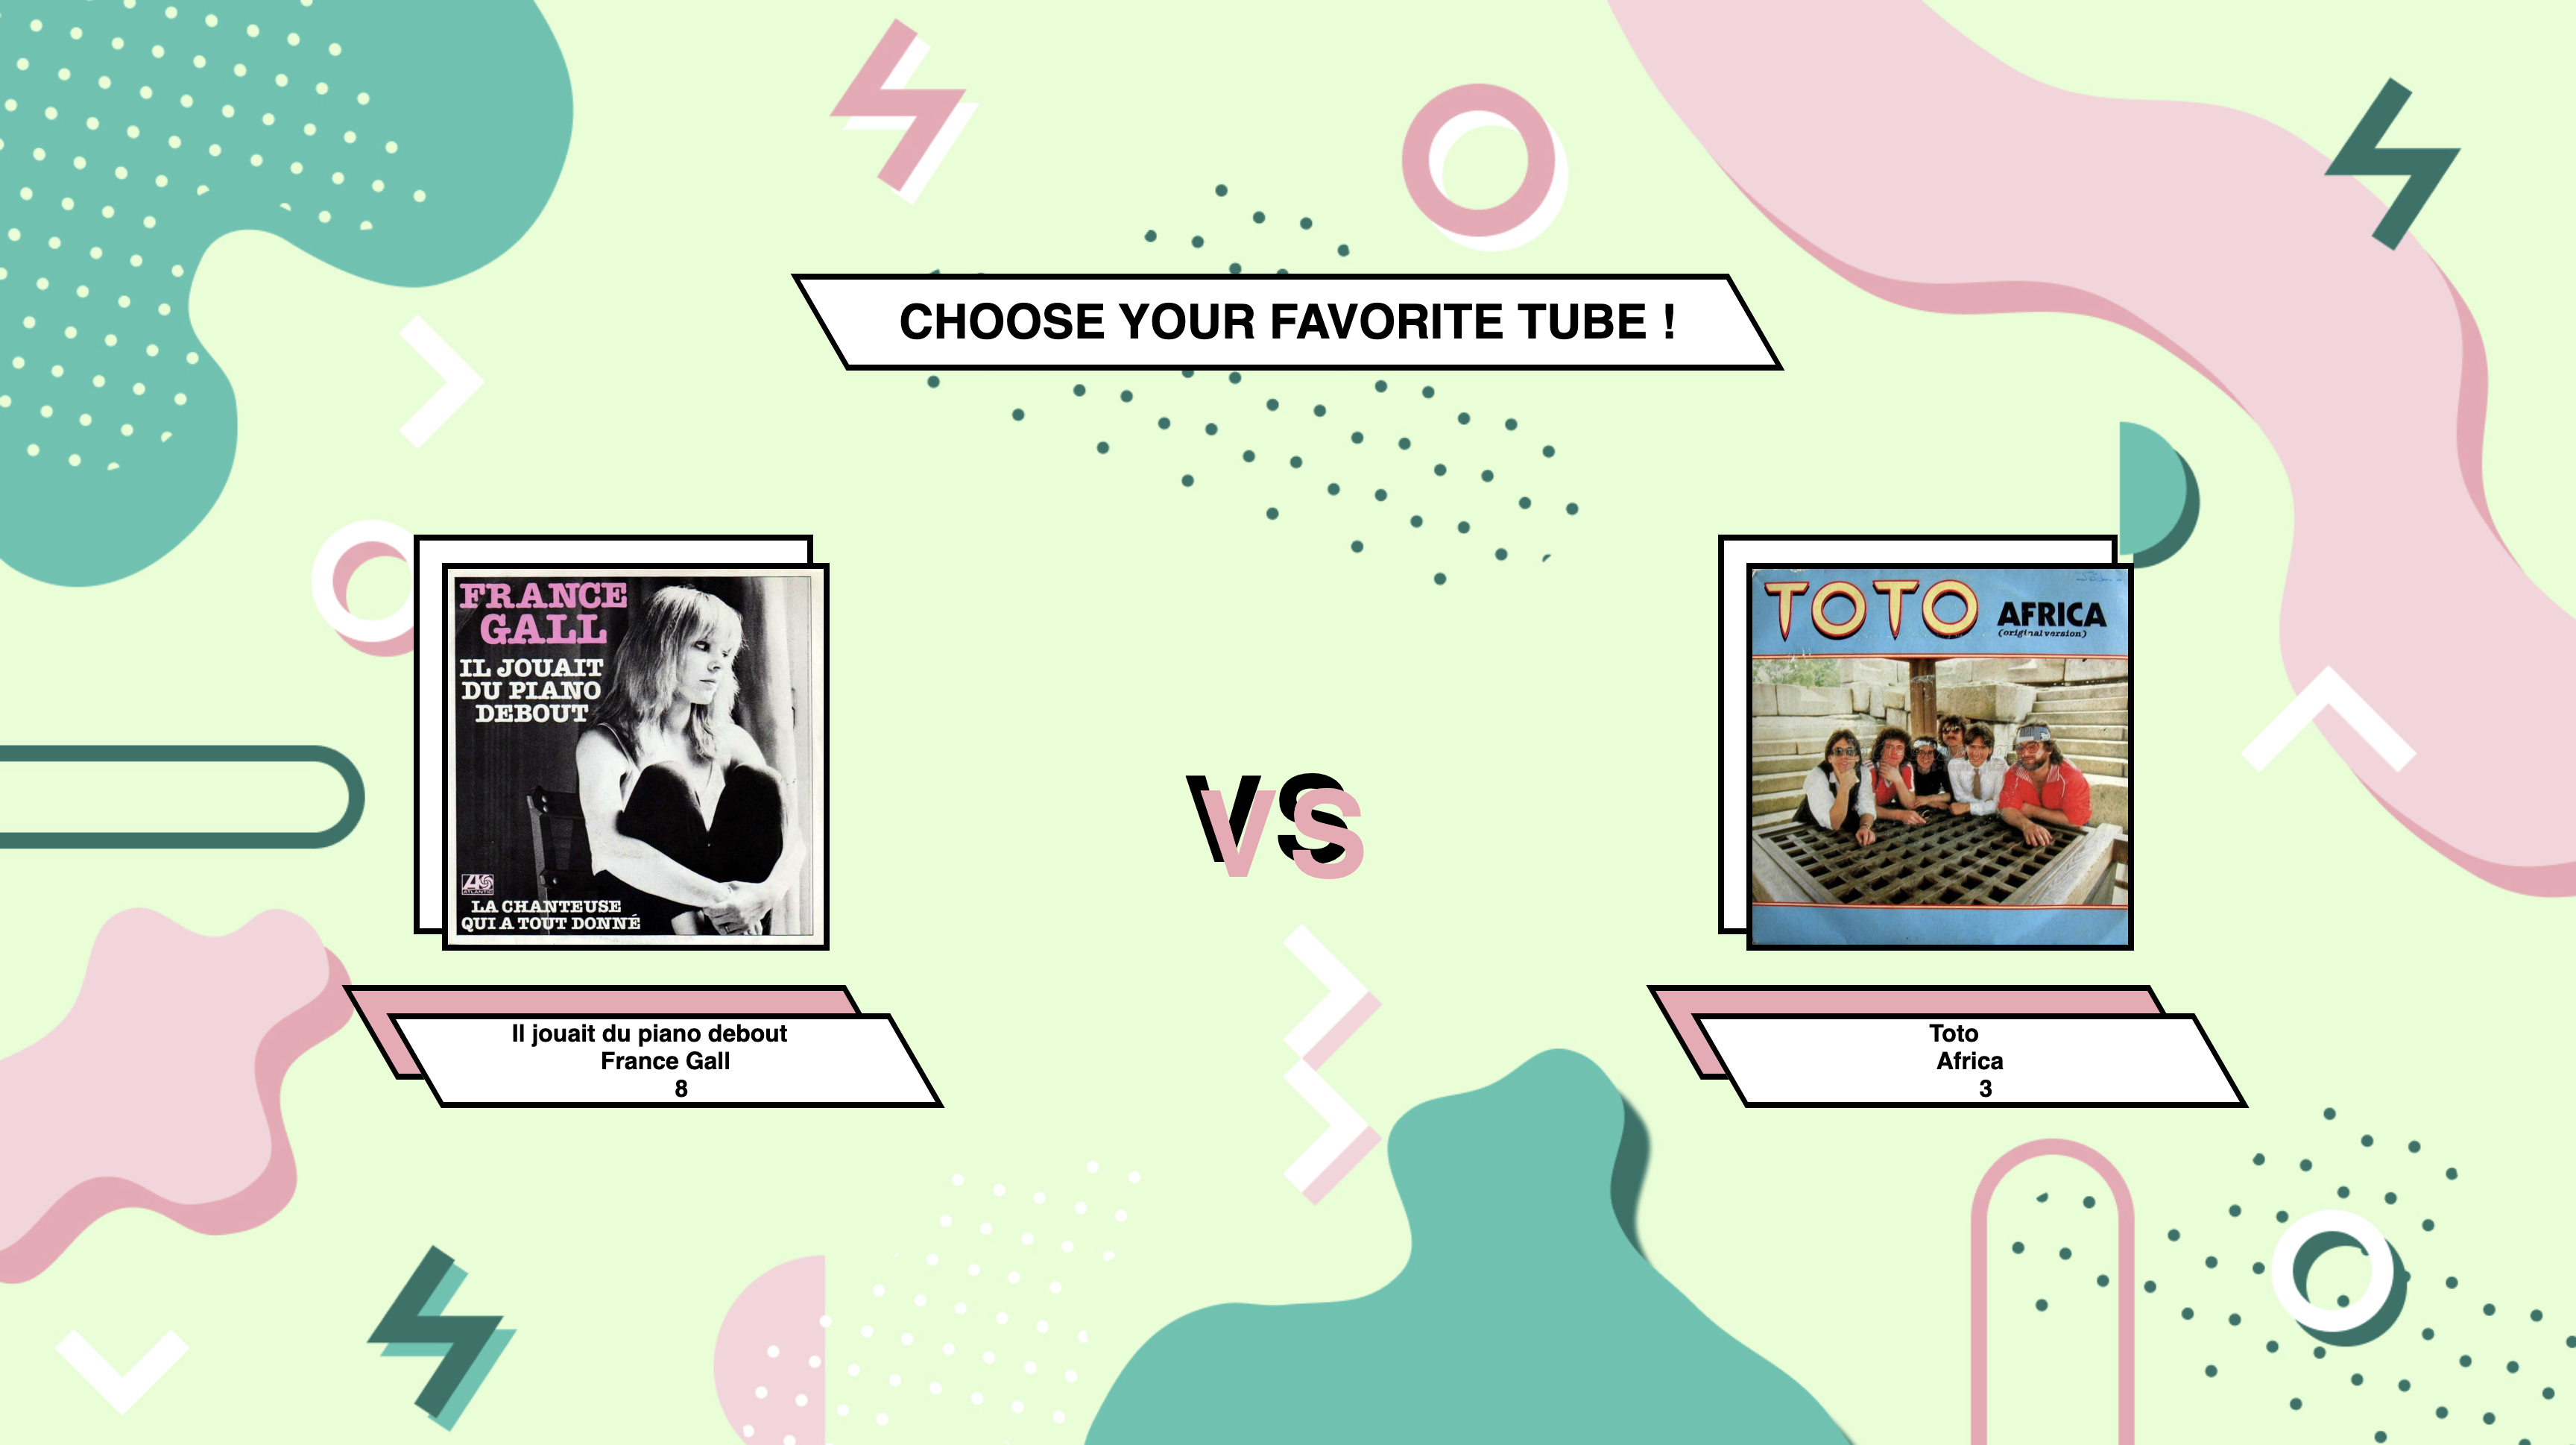 CHOOSE YOUR FAVORITE TUBE !
FRANCE
GALL
IL JOUAIT
DU PIANO
DEBOUT
ATLANTIC
LA CHANTEUSE
QUI A TOUT DONNÉ
Il jouait du piano debout
France Gall
8
VS
TOTO
AFRICA
(original version)
Toto
Africa
3